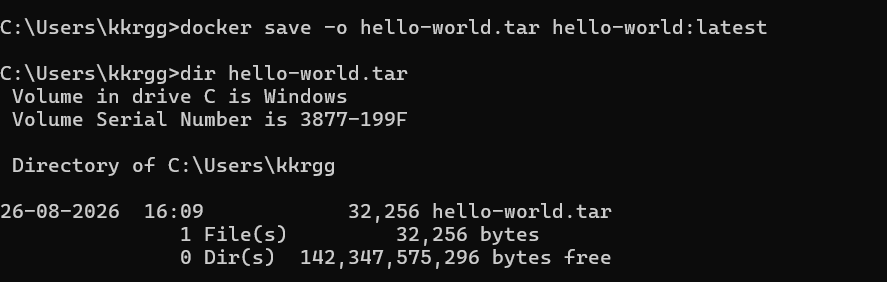 C:\Users\kkrgg>docker save -o hello-world.tar hello-world:latest
C:\Users\kkrgg>dir hello-world.tar
 Volume in drive C is Windows
 Volume Serial Number is 3877-199F
 Directory of C:\Users\kkrgg
26-08-2026  16:09            32,256 hello-world.tar
               1 File(s)         32,256 bytes
               0 Dir(s)  142,347,575,296 bytes free